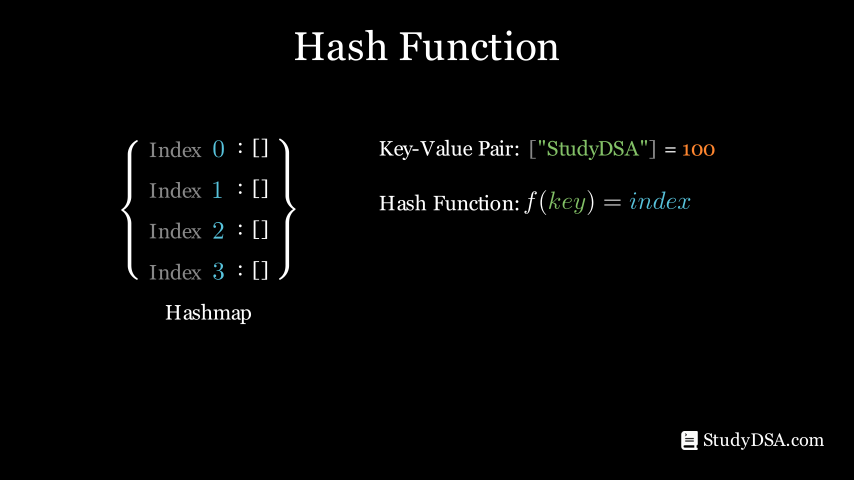 Hash Function
Index 0 : []
Index 1 : []
Index 2 : []
Index 3 : []
Hashmap
Key-Value Pair: ["StudyDSA"] = 100
Hash Function: f(key) = index
StudyDSA.com